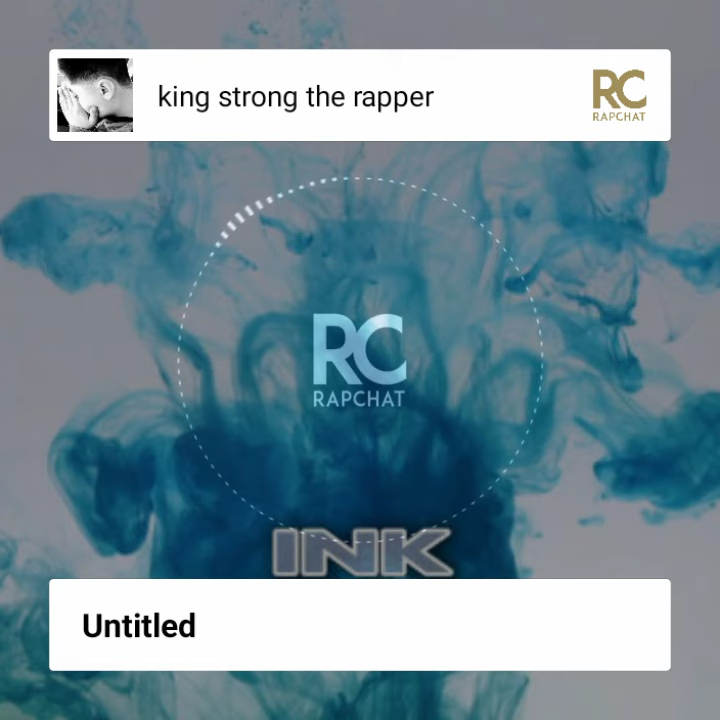 king strong the rapper
RC
RAPCHAT
RC
RAPCHAT
INK
Untitled